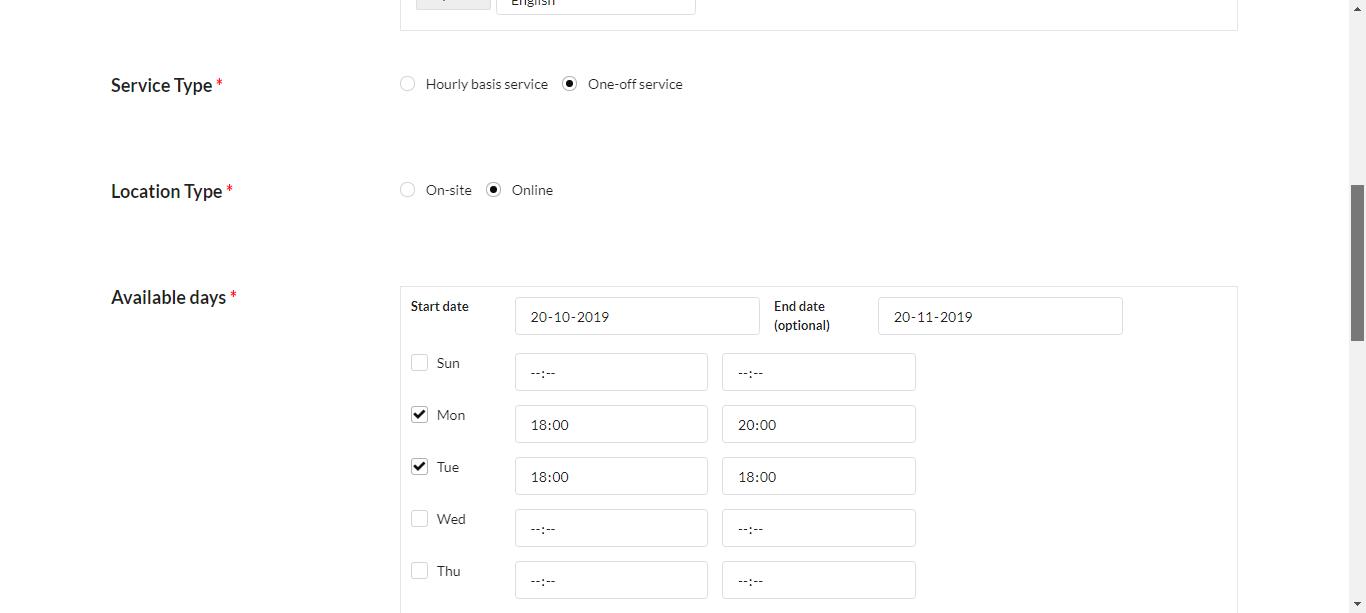 English
Service Type *
Hourly basis service One-off service
Location Type *
On-site Online
Available days *
Start date 20-10-2019 End date (optional) 20-11-2019
Sun --:-- --:--
Mon 18:00 20:00
Tue 18:00 18:00
Wed --:-- --:--
Thu --:-- --:--